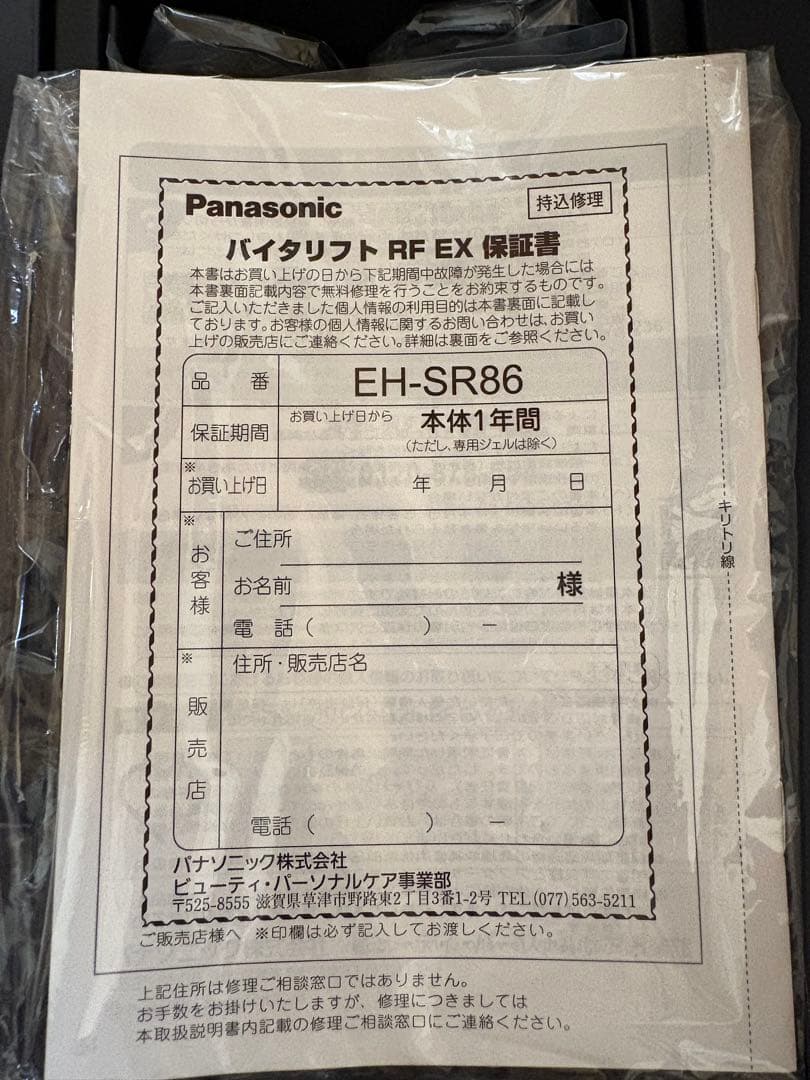 Panasonic
持込修理
バイタリフト RF EX 保証書
本書はお買い上げの日から下記期間中故障が発生した場合には
本書裏面記載内容で無料修理を行うことをお約束するものです。
ご記入いただきました個人情報の利用目的は本書裏面に記載し
ております。お客様の個人情報に関するお問い合わせは、お買い
上げの販売店にご連絡ください。詳細は裏面をご参照ください。
品 番 EH-SR86
保証期間 お買い上げ日から 本体1年間
(ただし、専用ジェルは除く)
※お買い上げ日 年 月 日
※お客様
ご住所
お名前 様
電 話 ( ) −
※販売店
住所・販売店名
電話 ( ) −
パナソニック株式会社
ビューティ・パーソナルケア事業部
〒525-8555 滋賀県草津市野路東2丁目3番1-2号 TEL(077)563-5211
ご販売店様へ ※印欄は必ず記入してお渡しください。
上記住所は修理ご相談窓口ではありません。
お手数をお掛けいたしますが、修理につきましては
本取扱説明書内記載の修理ご相談窓口にご連絡ください。
キリトリ線